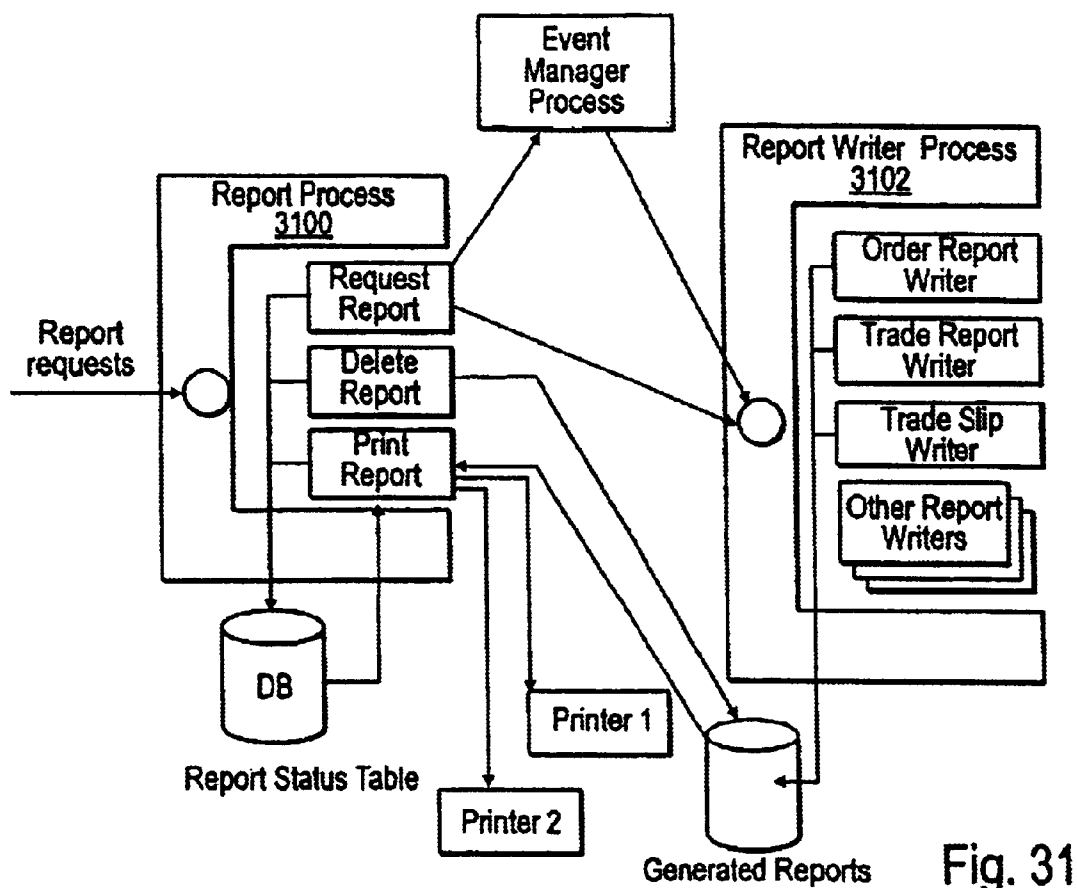 Event
Manager
Process
Report Writer Process
3102
Report Process
3100
Order Report
Writer
Request
Report
Report
requests
Trade Report
Writer
Delete
Report
Trade Slip
Writer
Print
Report
Other Report
Writers
DB
Printer 1
Report Status Table
Printer 2
Generated Reports
Fig. 31